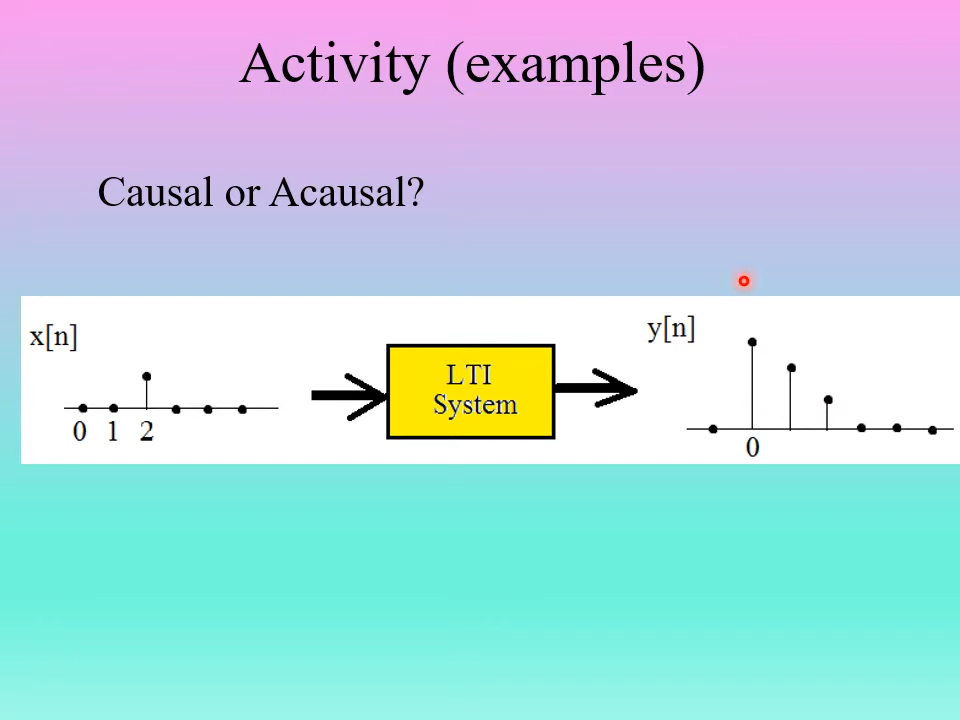 Activity (examples)
Causal or Acausal?
x[n]
0 1 2
LTI
System
y[n]
0